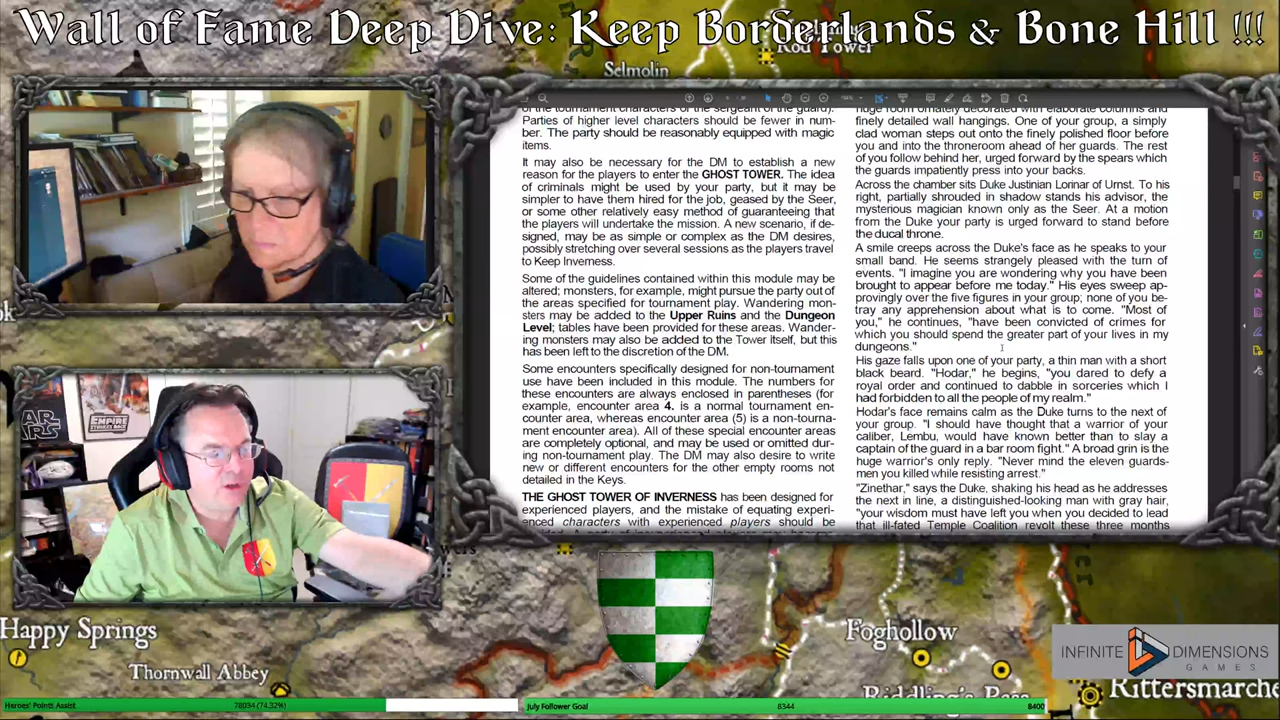 Wall of Fame Deep Dive: Keep Borderlands & Bone Hill !!!
Rod Tower
Selmolin
of the tournament characters of the sergeant of the guard).
Parties of higher level characters should be fewer in num-
ber. The party should be reasonably equipped with magic
items.
It may also be necessary for the DM to establish a new
reason for the players to enter the GHOST TOWER. The idea
of criminals might be used by your party, but it may be
simpler to have them hired for the job, geased by the Seer,
or some other relatively easy method of guaranteeing that
the players will undertake the mission. A new scenario, if de-
signed, may be as simple or complex as the DM desires,
possibly stretching over several sessions as the players travel
to Keep Inverness.
Some of the guidelines contained within this module may be
altered; monsters, for example, might pursue the party out of
the areas specified for tournament play. Wandering mon-
sters may be added to the Upper Ruins and the Dungeon
Level; tables have been provided for these areas. Wander-
ing monsters may also be added to the Tower itself, but this
has been left to the discretion of the DM.
Some encounters specifically designed for non-tournament
use have been included in this module. The numbers for
these encounters are always enclosed in parentheses (for
example, encounter area 4. is a normal tournament en-
counter area, whereas encounter area (5) is a non-tourna-
ment encounter area). All of these special encounter areas
are completely optional, and may be used or omitted dur-
ing non-tournament play. The DM may also desire to write
new or different encounters for the other empty rooms not
detailed in the Keys.
THE GHOST TOWER OF INVERNESS has been designed for
experienced players, and the mistake of equating experi-
enced characters with experienced players should be
huge room ornately decorated with elaborate columns and
finely detailed wall hangings. One of your group, a simply
clad woman steps out onto the finely polished floor before
you and into the throneroom ahead of her guards. The rest
of you follow behind her, urged forward by the spears which
the guards impatiently press into your backs.
Across the chamber sits Duke Justinian Lorinar of Urnst. To his
right, partially shrouded in shadow stands his advisor, the
mysterious magician known only as the Seer. At a motion
from the Duke your party is urged forward to stand before
the ducal throne.
A smile creeps across the Duke's face as he speaks to your
small band. He seems strangely pleased with the turn of
events. "I imagine you are wondering why you have been
brought to appear before me today." His eyes sweep ap-
provingly over the five figures in your group; none of you be-
tray any apprehension about what is to come. "Most of
you," he continues, "have been convicted of crimes for
which you should spend the greater part of your lives in my
dungeons."
His gaze falls upon one of your party, a thin man with a short
black beard. "Hodar," he begins, "you dared to defy a
royal order and continued to dabble in sorceries which I
had forbidden to all the people of my realm."
Hodar's face remains calm as the Duke turns to the next of
your group. "I should have thought that a warrior of your
caliber, Lembu, would have known better than to slay a
captain of the guard in a bar room fight." A broad grin is the
huge warrior's only reply. "Never mind the eleven guards-
men you killed while resisting arrest."
"Zinethar," says the Duke, shaking his head as he addresses
the next in line, a distinguished-looking man with gray hair,
"your wisdom must have left you when you decided to lead
that ill-fated Temple Coalition revolt these three months
STAR
WARS
EMPIRE
Happy Springs
Thornwall Abbey
Foghollow
Riddling's Pass
Rittersmarche
INFINITE DIMENSIONS
GAMES
Heroes' Points Assist
78034 (74.32%)
July Follower Goal
8344
8400